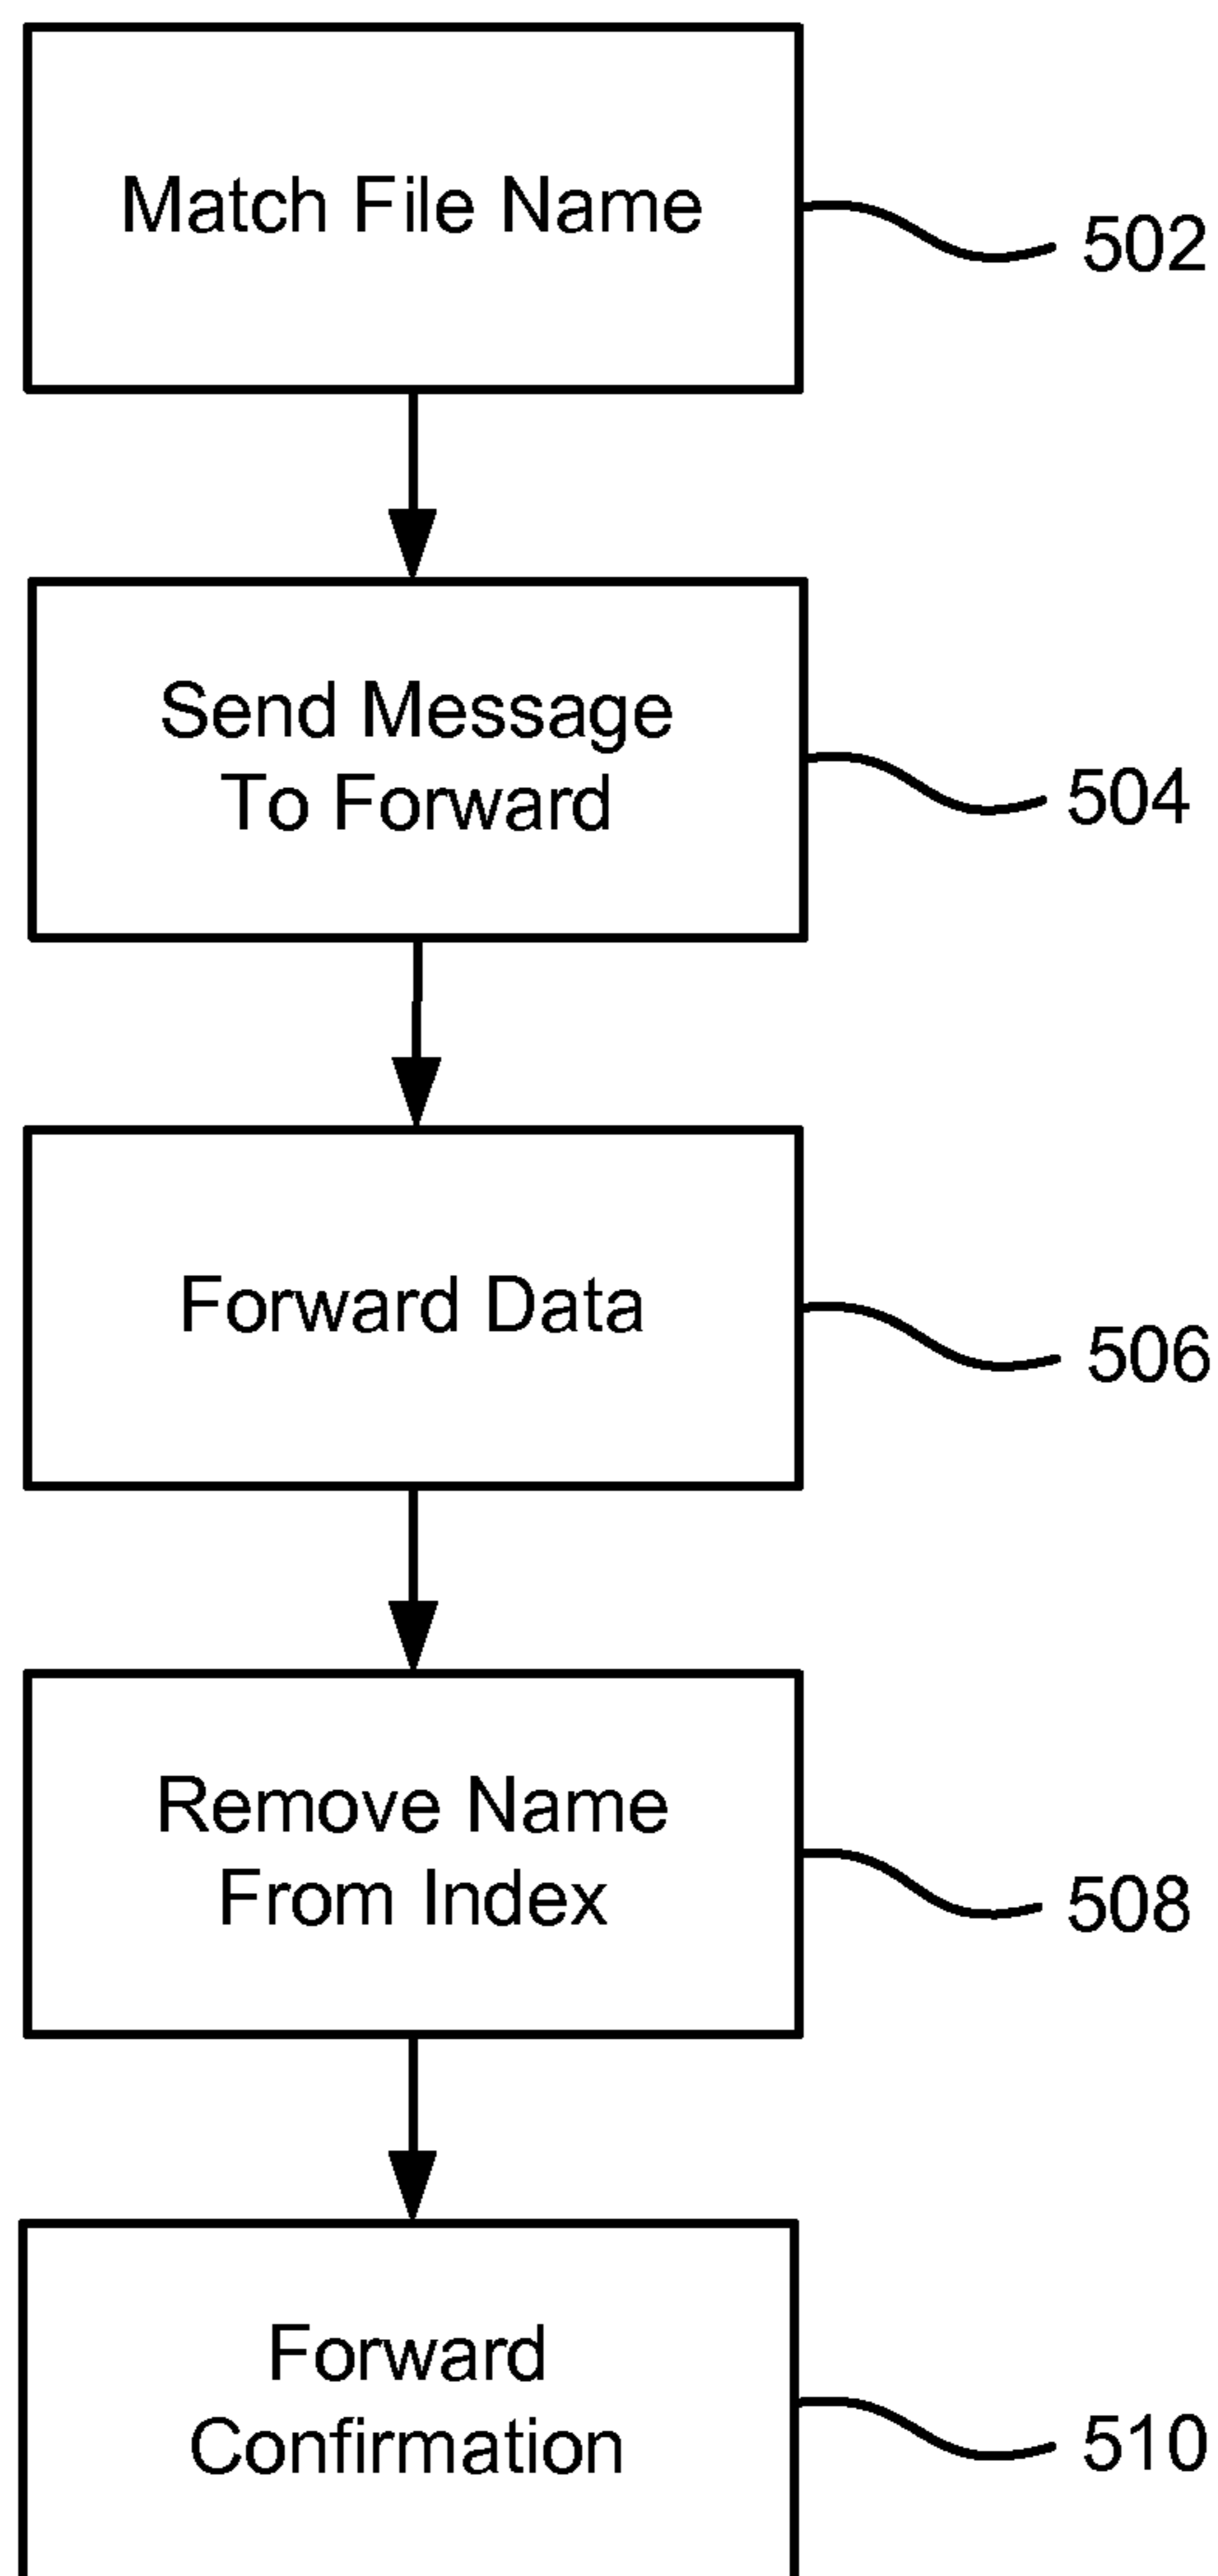 Match File Name
502
Send Message
To Forward
504
Forward Data
506
Remove Name
From Index
508
Forward
Confirmation
510